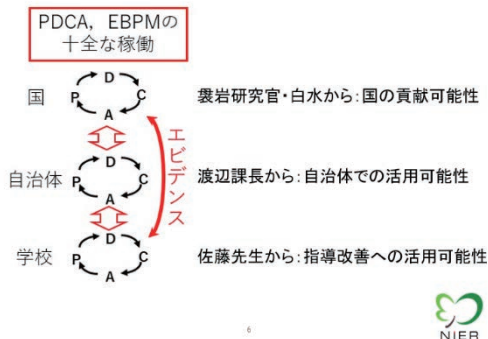 PDCA, EBPMの
十全な稼働
国
P D C A
袰岩研究官・白水から:国の貢献可能性
エビデンス
自治体
P D C A
渡辺課長から:自治体での活用可能性
学校
P D C A
佐藤先生から:指導改善への活用可能性
6
NIER